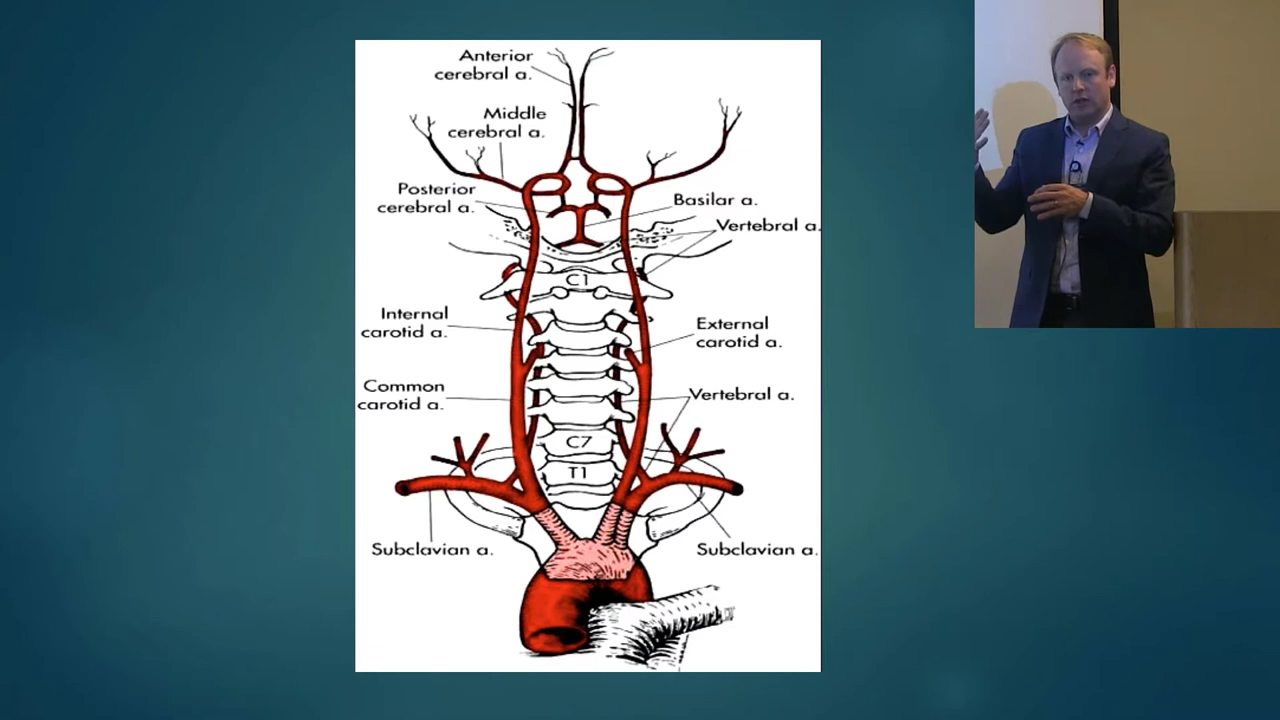 Anterior
cerebral a.
Middle
cerebral a.
Posterior
cerebral a.
Basilar a.
Vertebral a.
C1
Internal
carotid a.
External
carotid a.
Common
carotid a.
Vertebral a.
C7
T1
Subclavian a.
Subclavian a.